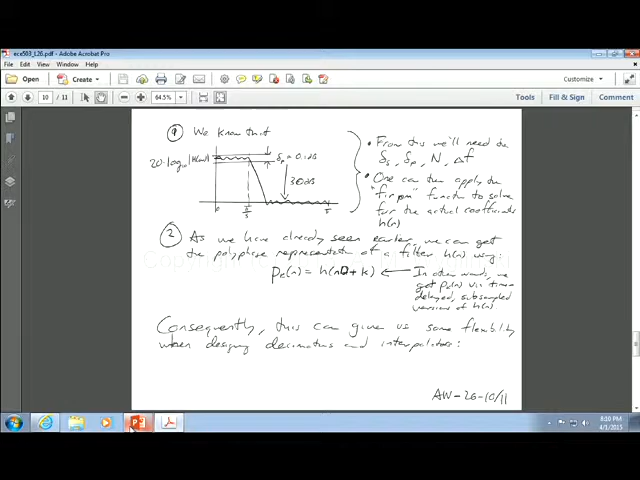 ece503_L26.pdf - Adobe Acrobat Pro
File Edit View Window Help
Open Create Customize
10 / 11 64.5% Tools Fill & Sign Comment
① We know that
20·log10|H(ω)| δp = 0.1dB
30dB
0 π/3 π
• From this we'll need the
δs, δp, N, Δf
• One can then apply the
"firpm" function to solve
for the actual coefficients
h(n)
② As we have already seen earlier, we can get
the polyphase representation of a filter h(n) using:
pk(n) = h(nD + k) ← In other words, we
get pk(n) via time-
delayed, subsampled
versions of h(n).
Consequently, this can give us some flexibility
when designing decimators and interpolators:
AW-26-10/11
8:10 PM
4/1/2015